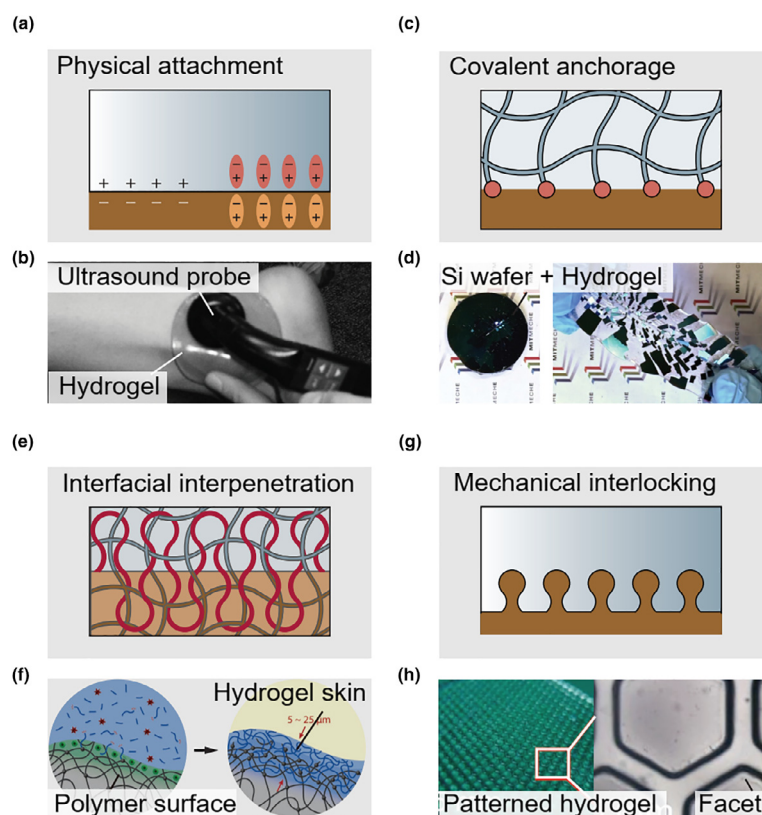 (a)
Physical attachment
+ + + +
− − − −
− − − −
+ + + +
− − − −
+ + + +
(b)
Ultrasound probe
Hydrogel
(c)
Covalent anchorage
(d)
Si wafer + Hydrogel
MITMECHE
(e)
Interfacial interpenetration
(f)
Hydrogel skin
5 ~ 25 μm
Polymer surface
(g)
Mechanical interlocking
(h)
Patterned hydrogel
Facet